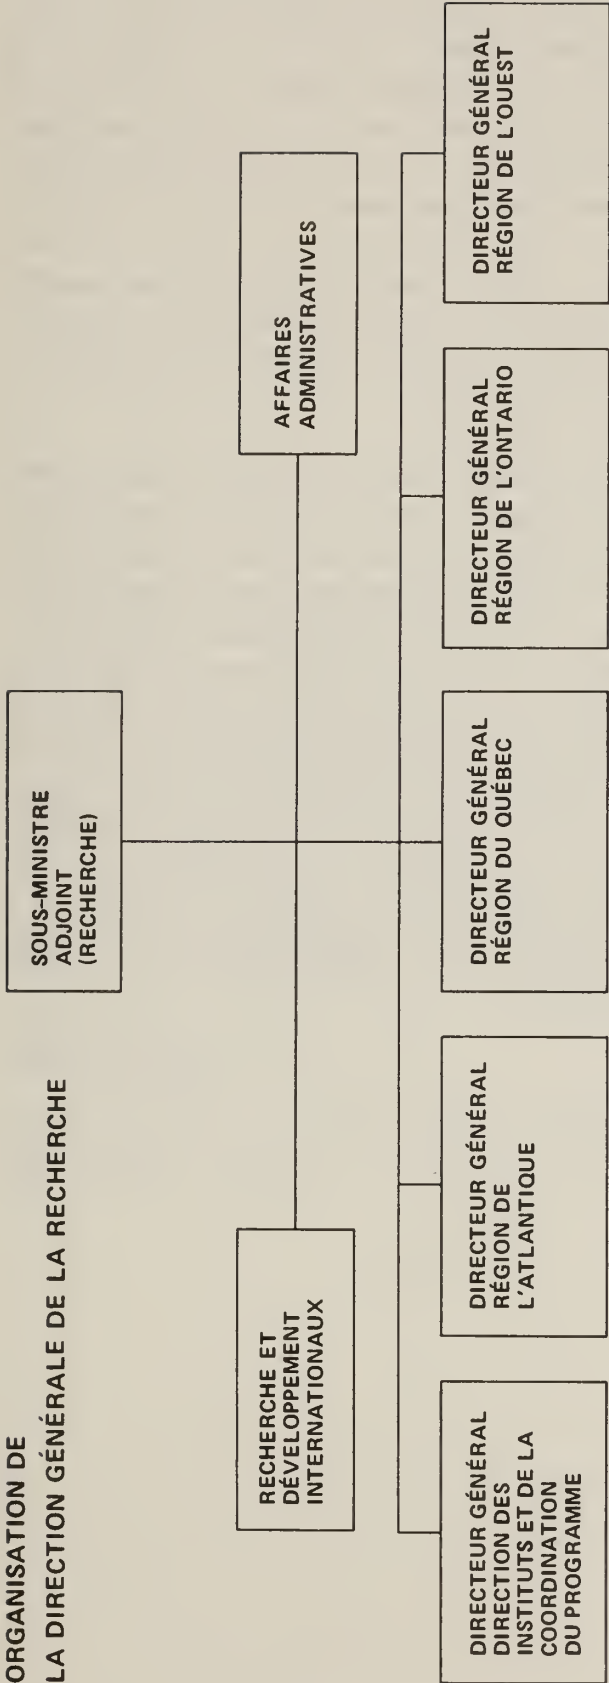 ORGANISATION DE
LA DIRECTION GÉNÉRALE DE LA RECHERCHE
SOUS-MINISTRE
ADJOINT
(RECHERCHE)
RECHERCHE ET
DÉVELOPPEMENT
INTERNATIONAUX
AFFAIRES
ADMINISTRATIVES
DIRECTEUR GÉNÉRAL
DIRECTION DES
INSTITUTS ET DE LA
COORDINATION
DU PROGRAMME
DIRECTEUR GÉNÉRAL
RÉGION DE
L'ATLANTIQUE
DIRECTEUR GÉNÉRAL
RÉGION DU QUÉBEC
DIRECTEUR GÉNÉRAL
RÉGION DE L'ONTARIO
DIRECTEUR GÉNÉRAL
RÉGION DE L'OUEST